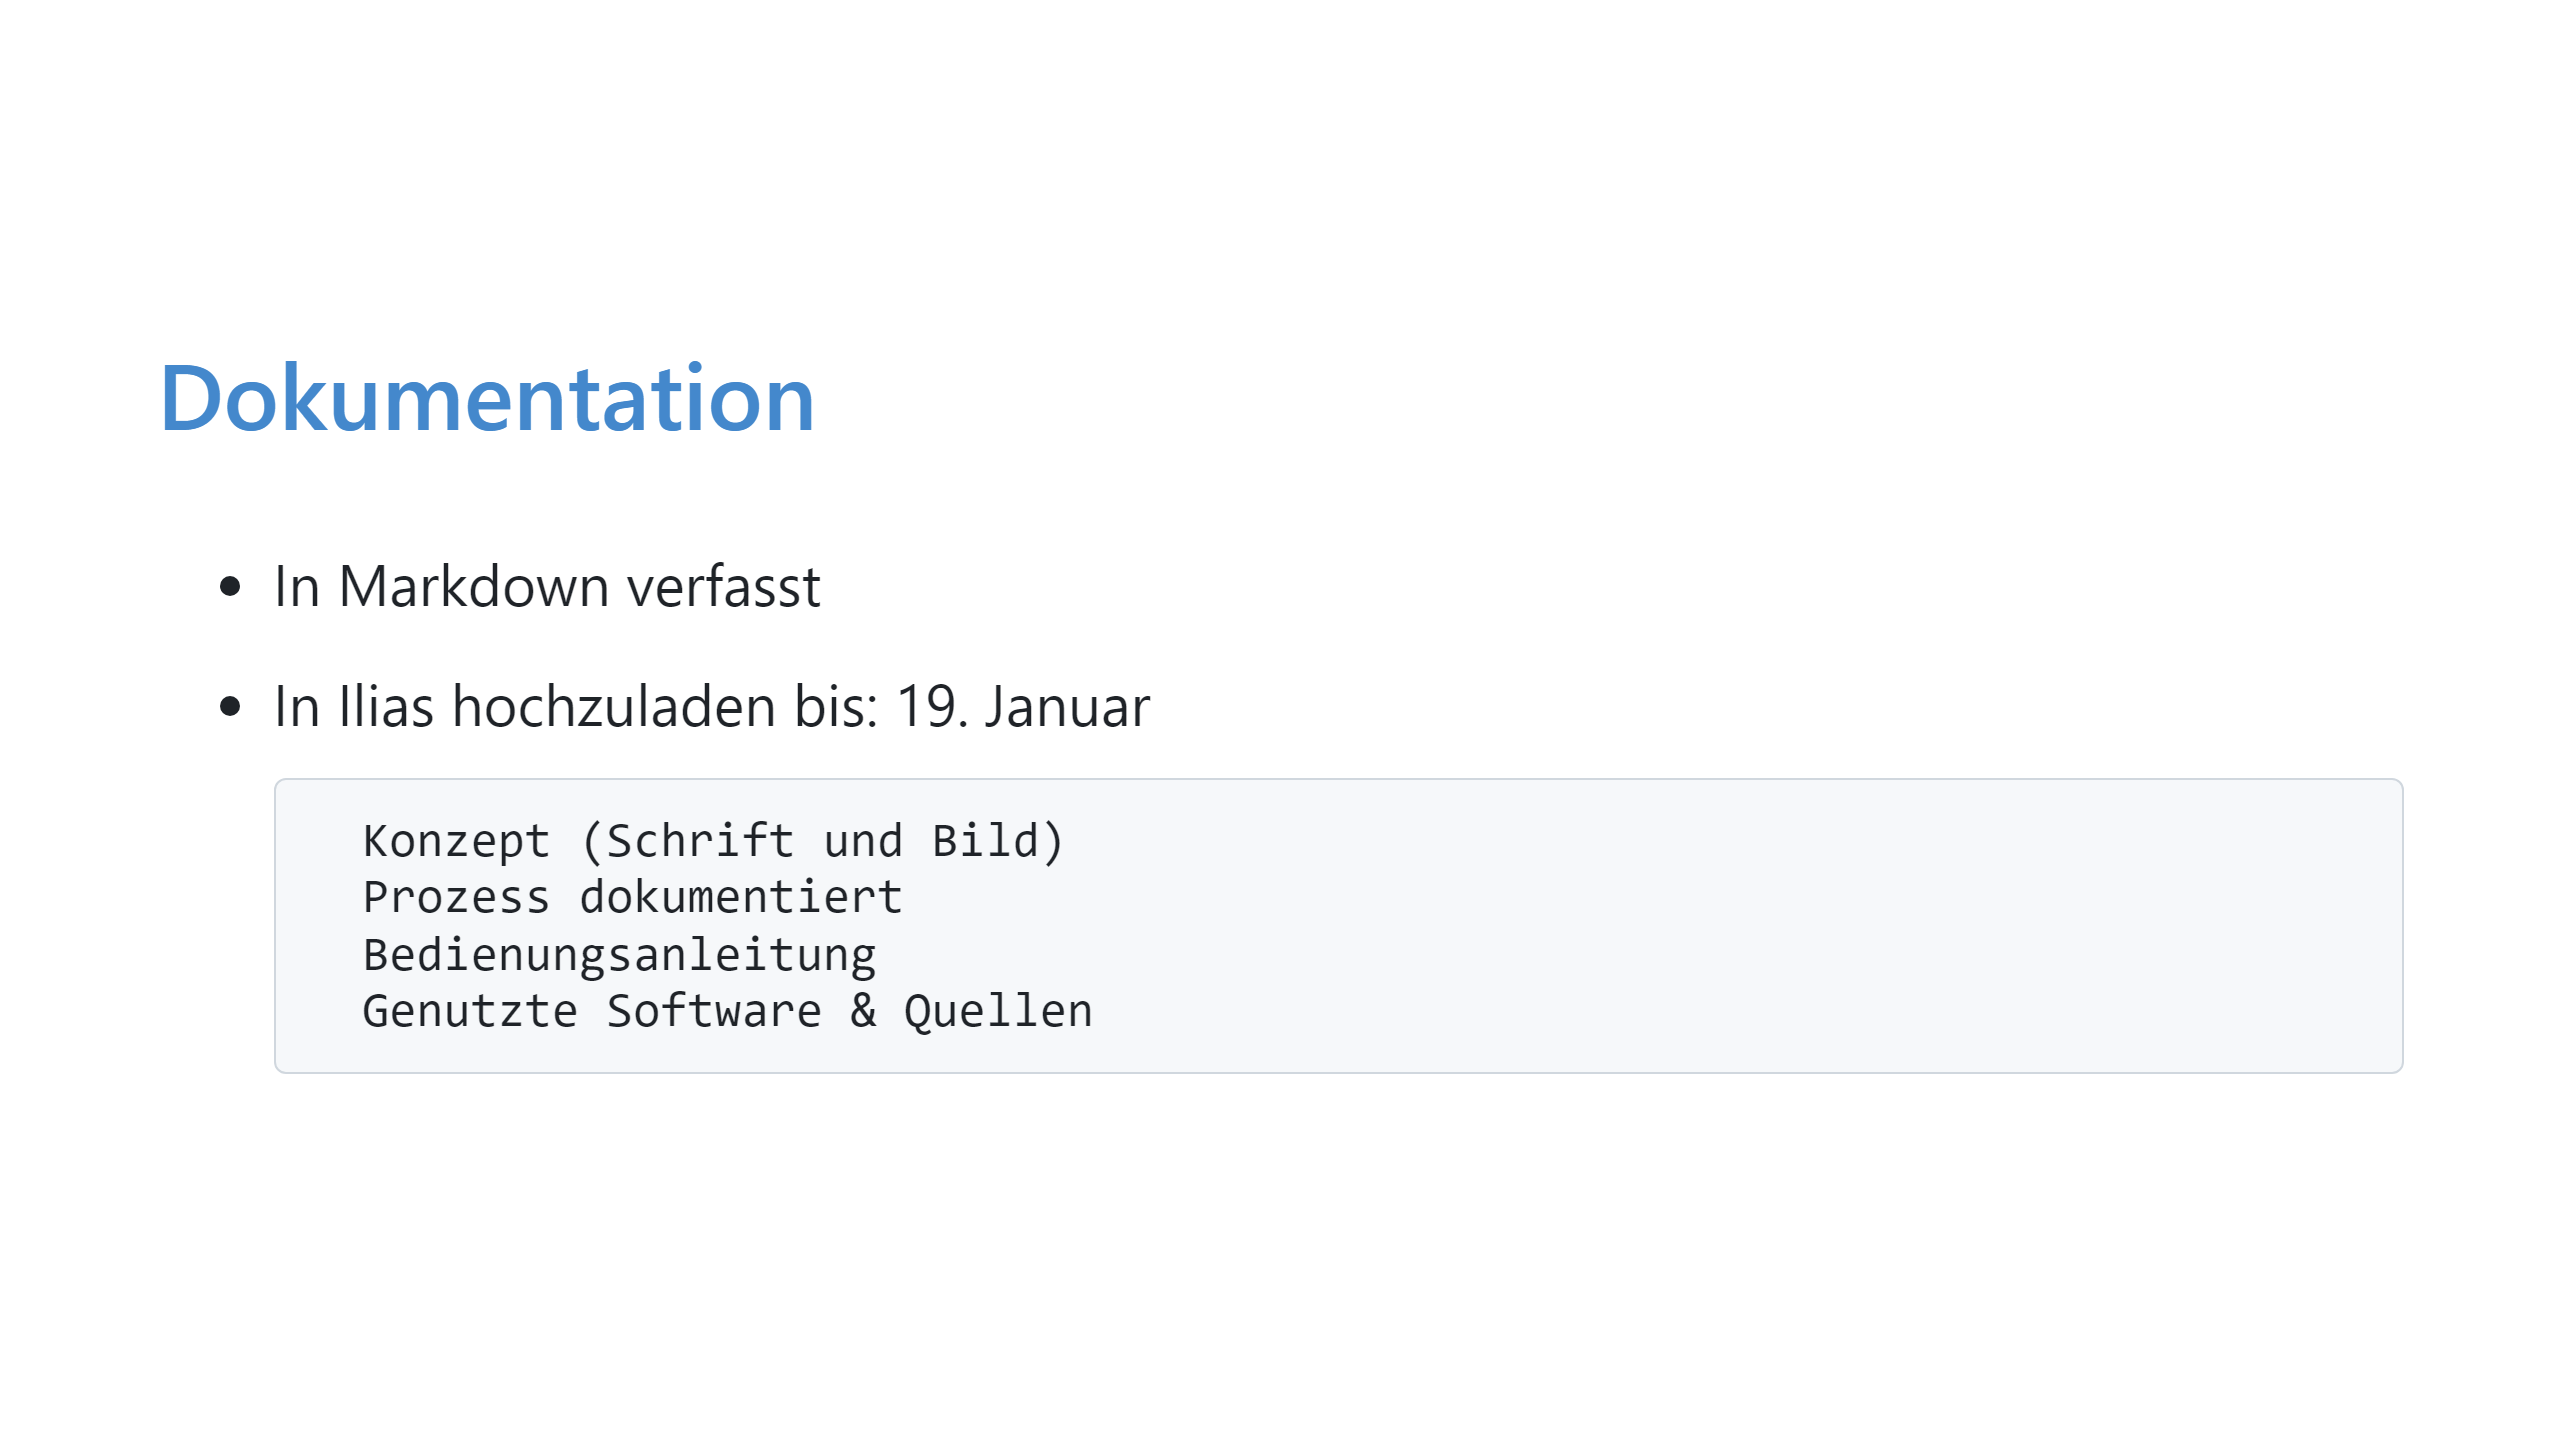 Dokumentation
In Markdown verfasst
In Ilias hochzuladen bis: 19. Januar
Konzept (Schrift und Bild)
Prozess dokumentiert
Bedienungsanleitung
Genutzte Software & Quellen